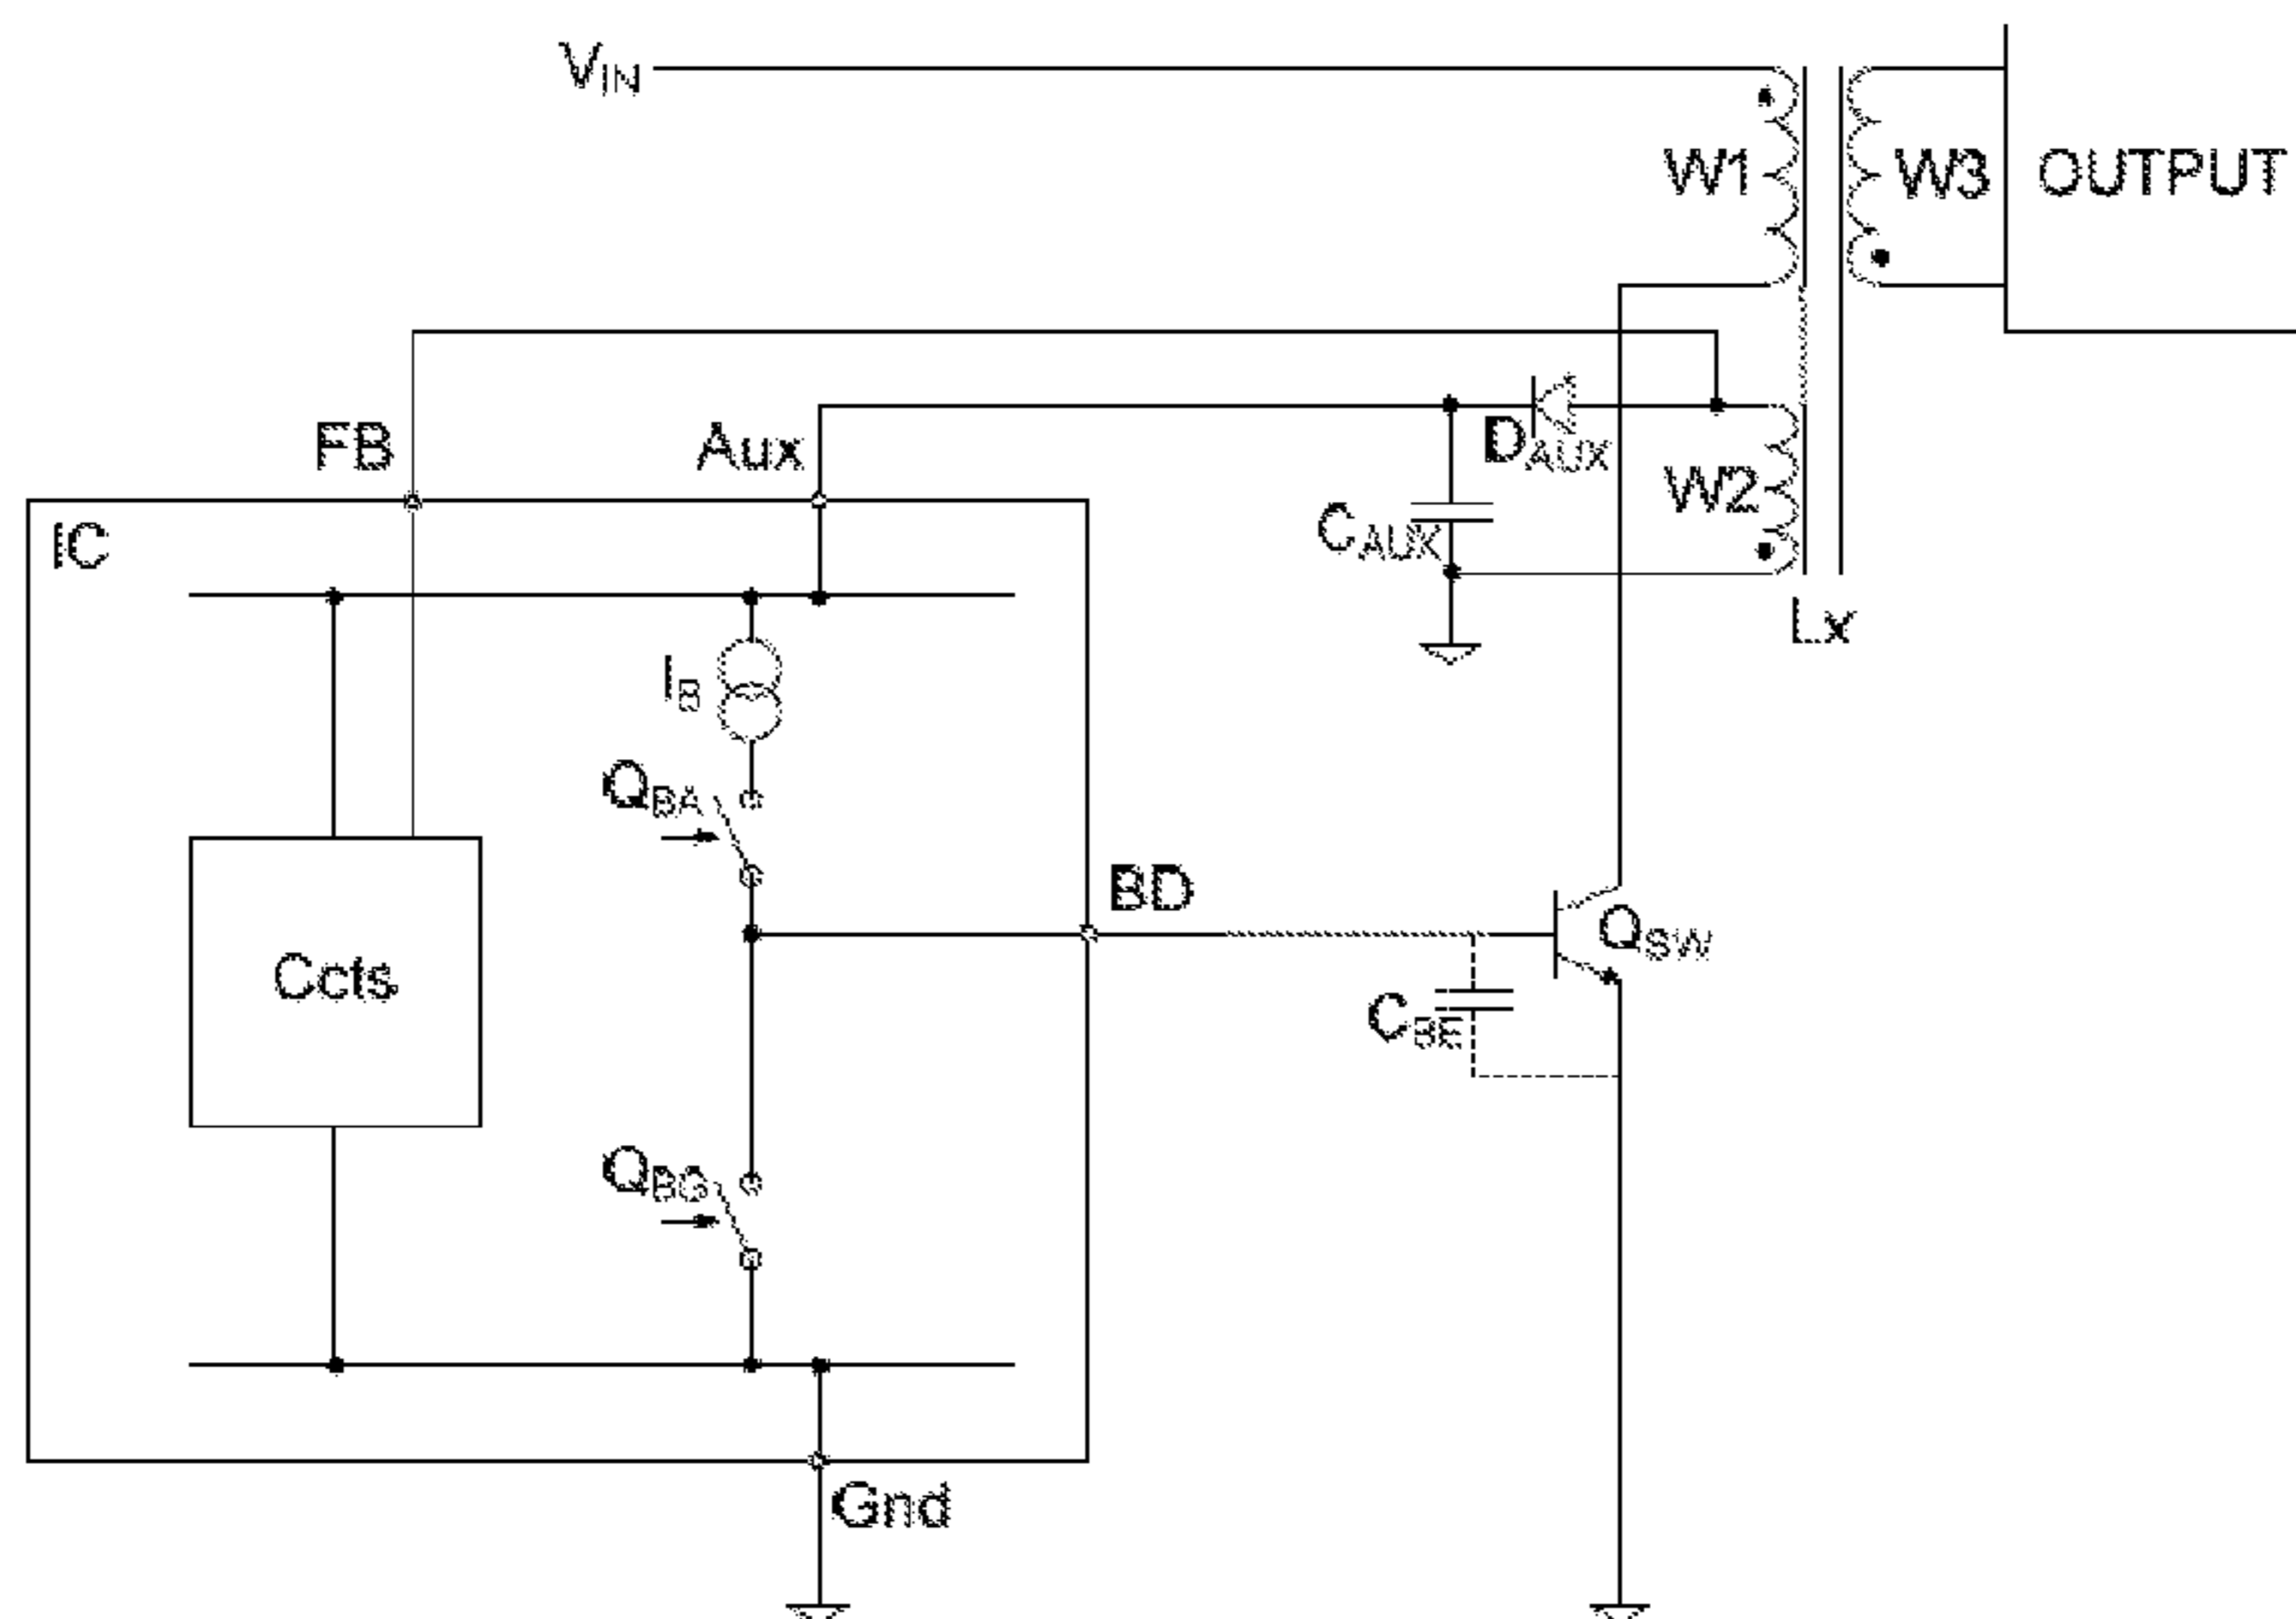 VIN
W1
W3
OUTPUT
FB
Aux
DAUX
W2
CAUX
IC
Lx
IB
QBA
BD
QSW
Ccts
CBE
QBG
Gnd